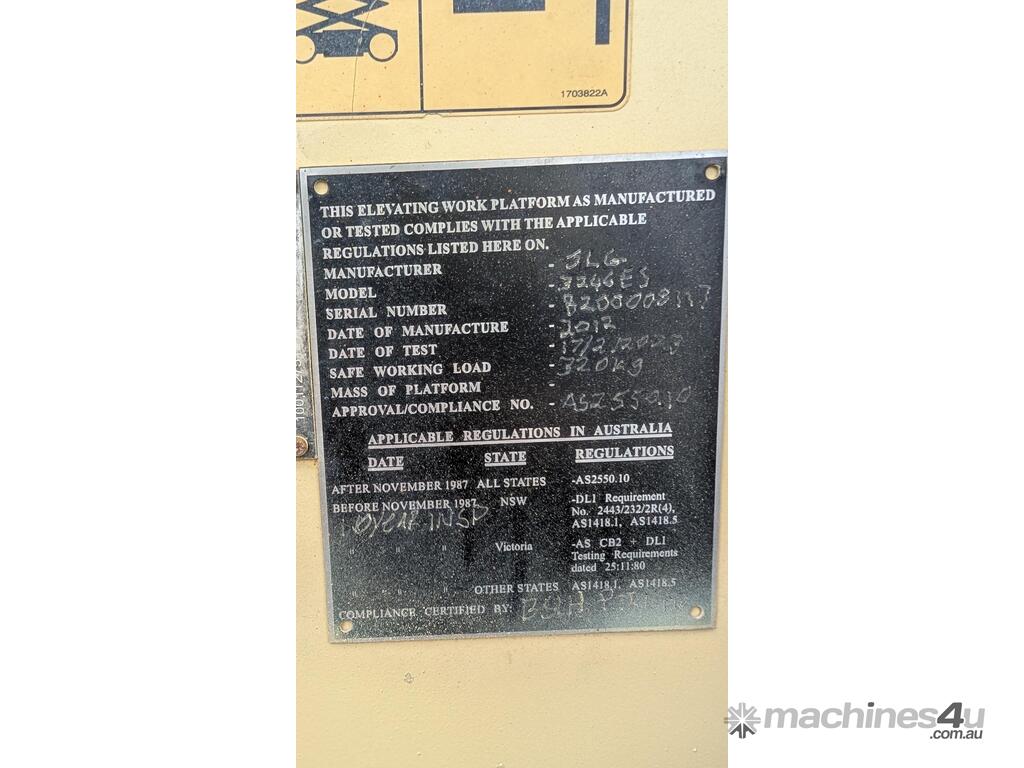 1703822A
THIS ELEVATING WORK PLATFORM AS MANUFACTURED
OR TESTED COMPLIES WITH THE APPLICABLE
REGULATIONS LISTED HERE ON.
MANUFACTURER - JLG
MODEL - 3246ES
SERIAL NUMBER -
DATE OF MANUFACTURE - 2012
DATE OF TEST -
SAFE WORKING LOAD - 320kg
MASS OF PLATFORM -
APPROVAL/COMPLIANCE NO. - AS2550.10
APPLICABLE REGULATIONS IN AUSTRALIA
DATE STATE REGULATIONS
AFTER NOVEMBER 1987 ALL STATES -AS2550.10
BEFORE NOVEMBER 1987 NSW -DL1 Requirement
No. 2443/232/2R(4),
AS1418.1, AS1418.5
10year INSP
" " " Victoria -AS CB2 + DL1
Testing Requirements
dated 25:11:80
" " " OTHER STATES AS1418.1, AS1418.5
COMPLIANCE CERTIFIED BY:
machines4u
.com.au